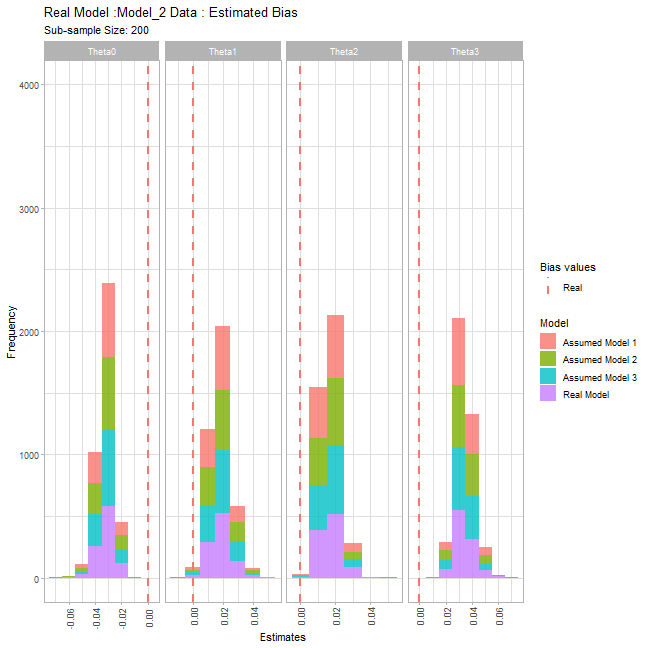 Real Model :Model_2 Data : Estimated Bias
Sub-sample Size: 200
Theta0 Theta1 Theta2 Theta3
4000
3000
2000
1000
0
Frequency
-0.06 -0.04 -0.02 0.00 0.00 0.02 0.04 0.00 0.02 0.04 0.00 0.02 0.04 0.06
Estimates
Bias values
Real
Model
Assumed Model 1
Assumed Model 2
Assumed Model 3
Real Model